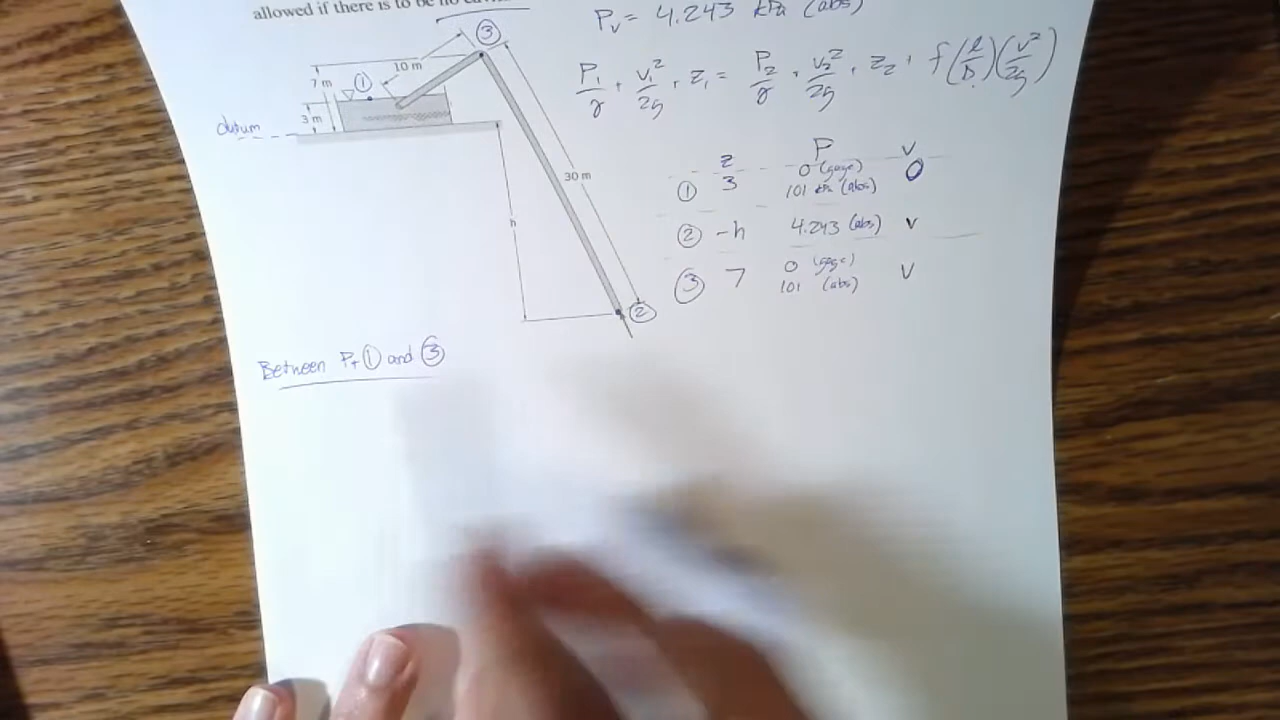 allowed if there is to be no
Pv = 4.243 kPa (abs)
③
10 m
①
7 m
3 m
datum
30 m
h
②
P₁/γ + V₁²/2g + z₁ = P₂/γ + V₂²/2g + z₂ + f(ℓ/D)(V²/2g)
z P v
① 3 0 (gage) 0
101 kPa (abs)
② -h 4.243 (abs) v
③ 7 0 (gage) v
101 (abs)
Between Pt ① and ③